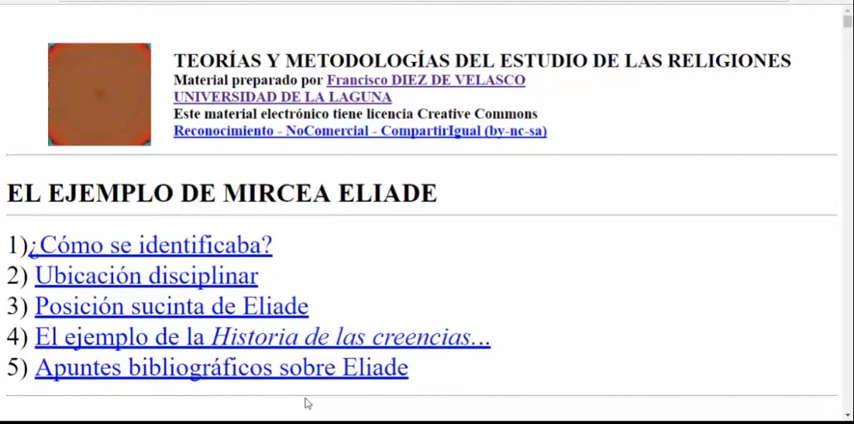 TEORÍAS Y METODOLOGÍAS DEL ESTUDIO DE LAS RELIGIONES
Material preparado por Francisco DIEZ DE VELASCO
UNIVERSIDAD DE LA LAGUNA
Este material electrónico tiene licencia Creative Commons
Reconocimiento - NoComercial - CompartirIgual (by-nc-sa)
EL EJEMPLO DE MIRCEA ELIADE
1)¿Cómo se identificaba?
2) Ubicación disciplinar
3) Posición sucinta de Eliade
4) El ejemplo de la Historia de las creencias...
5) Apuntes bibliográficos sobre Eliade